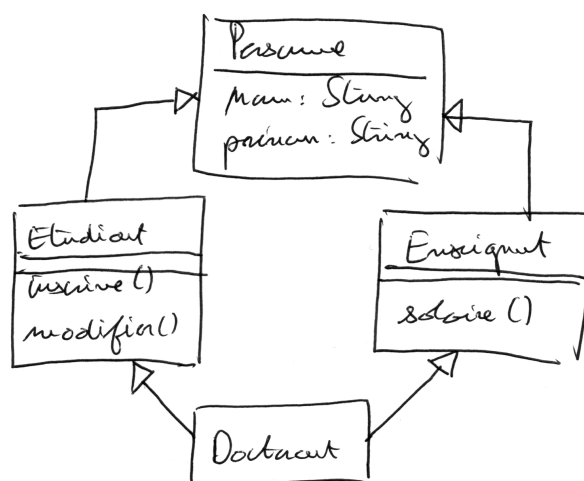 Personne
nom: String
prénom: String
Etudiant
inscrire()
modifier()
Enseignant
salaire()
Doctorant